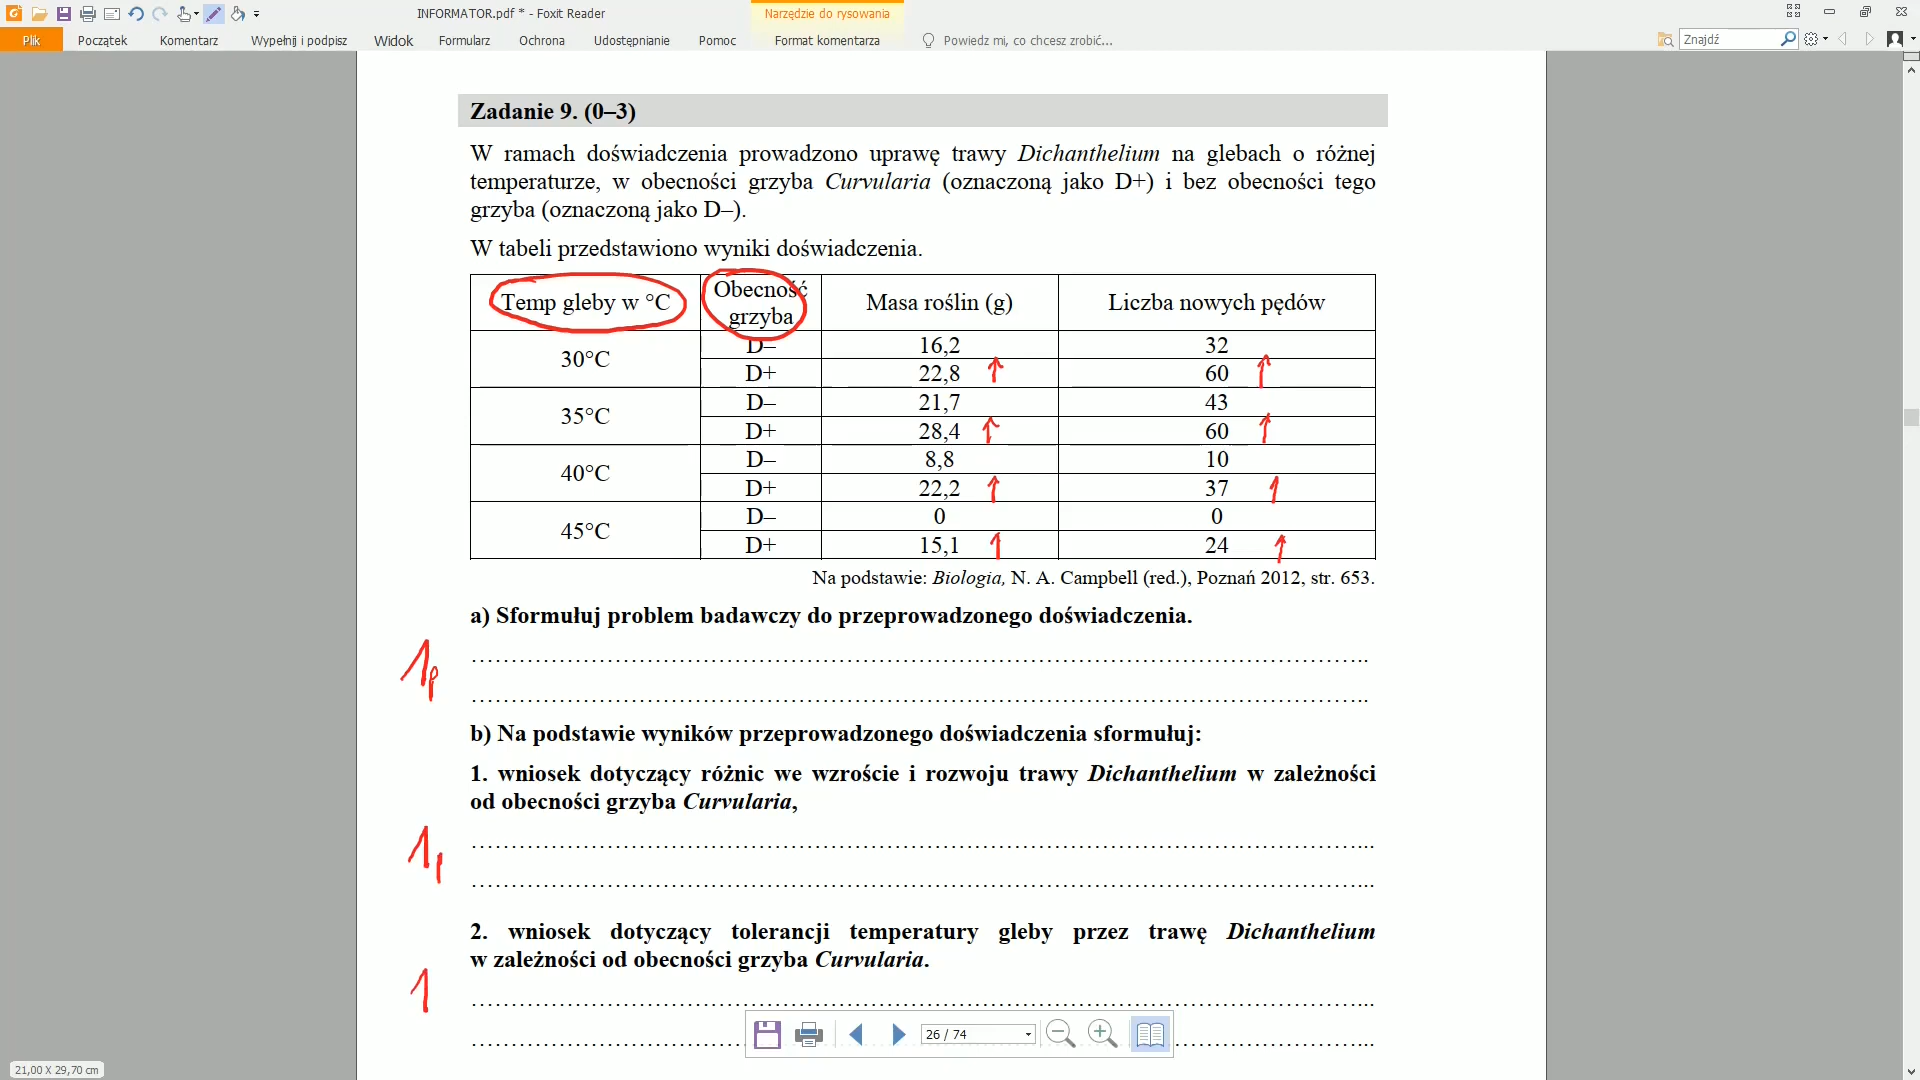 INFORMATOR.pdf * - Foxit Reader
Narzędzie do rysowania
Plik
Początek
Komentarz
Wypełnij i podpisz
Widok
Formularz
Ochrona
Udostępnianie
Pomoc
Format komentarza
Powiedz mi, co chcesz zrobić...
Znajdź
Zadanie 9. (0–3)
W ramach doświadczenia prowadzono uprawę trawy Dichanthelium na glebach o różnej
temperaturze, w obecności grzyba Curvularia (oznaczoną jako D+) i bez obecności tego
grzyba (oznaczoną jako D–).
W tabeli przedstawiono wyniki doświadczenia.
Temp gleby w °C
Obecność
grzyba
Masa roślin (g)
Liczba nowych pędów
30°C
D– 16,2 32
D+ 22,8 60
35°C
D– 21,7 43
D+ 28,4 60
40°C
D– 8,8 10
D+ 22,2 37
45°C
D– 0 0
D+ 15,1 24
Na podstawie: Biologia, N. A. Campbell (red.), Poznań 2012, str. 653.
a) Sformułuj problem badawczy do przeprowadzonego doświadczenia.
1p
b) Na podstawie wyników przeprowadzonego doświadczenia sformułuj:
1. wniosek dotyczący różnic we wzroście i rozwoju trawy Dichanthelium w zależności
od obecności grzyba Curvularia,
1p
2. wniosek dotyczący tolerancji temperatury gleby przez trawę Dichanthelium
w zależności od obecności grzyba Curvularia.
1
26 / 74
21,00 X 29,70 cm